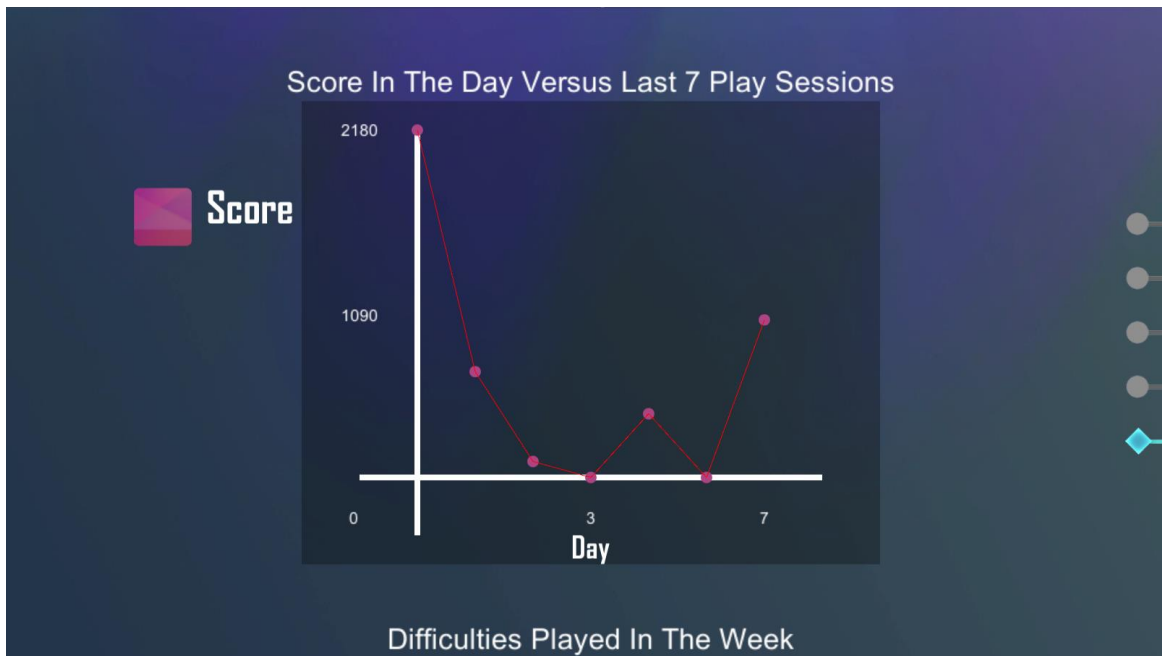 Score In The Day Versus Last 7 Play Sessions
2180
Score
1090
0 3 7
Day
Difficulties Played In The Week